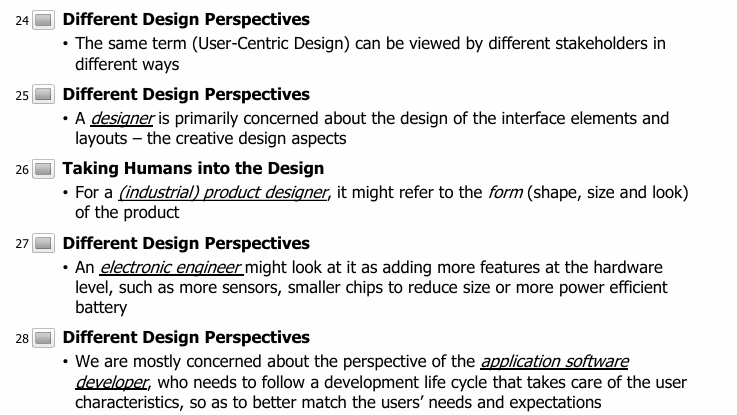 24 Different Design Perspectives
• The same term (User-Centric Design) can be viewed by different stakeholders in
different ways
25 Different Design Perspectives
• A designer is primarily concerned about the design of the interface elements and
layouts – the creative design aspects
26 Taking Humans into the Design
• For a (industrial) product designer, it might refer to the form (shape, size and look)
of the product
27 Different Design Perspectives
• An electronic engineer might look at it as adding more features at the hardware
level, such as more sensors, smaller chips to reduce size or more power efficient
battery
28 Different Design Perspectives
• We are mostly concerned about the perspective of the application software
developer, who needs to follow a development life cycle that takes care of the user
characteristics, so as to better match the users’ needs and expectations